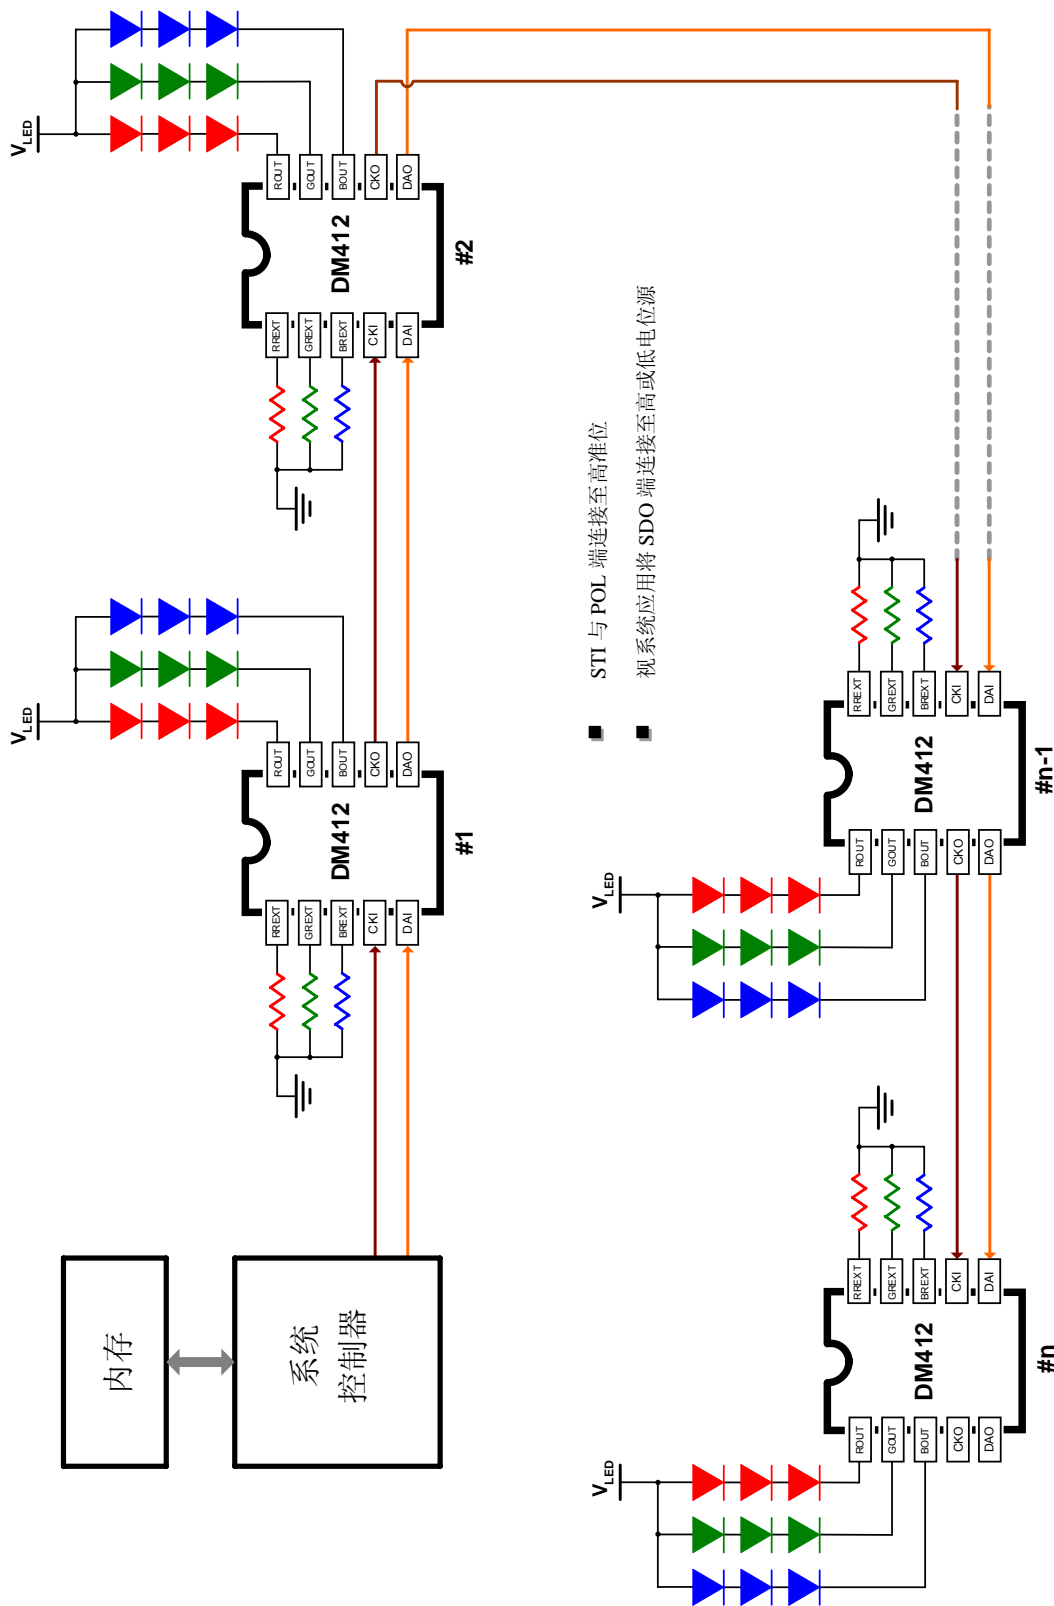 内存
系统
控制器
V_LED
RREXT
GREXT
BREXT
CKI
DAI
DM412
ROUT
GOUT
BOUT
CKO
DAO
#1
V_LED
RREXT
GREXT
BREXT
CKI
DAI
DM412
ROUT
GOUT
BOUT
CKO
DAO
#2
■ STI 与 POL 端连接至高准位
■ 视系统应用将 SDO 端连接至高或低电位源
V_LED
ROUT
GOUT
BOUT
CKO
DAO
DM412
RREXT
GREXT
BREXT
CKI
DAI
#n
V_LED
ROUT
GOUT
BOUT
CKO
DAO
DM412
RREXT
GREXT
BREXT
CKI
DAI
#n-1